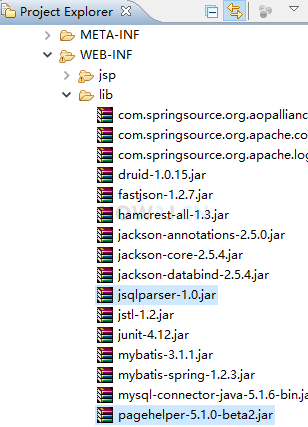 Project Explorer
META-INF
WEB-INF
jsp
lib
com.springsource.org.aopallianc
com.springsource.org.apache.co
com.springsource.org.apache.log
druid-1.0.15.jar
fastjson-1.2.7.jar
hamcrest-all-1.3.jar
jackson-annotations-2.5.0.jar
jackson-core-2.5.4.jar
jackson-databind-2.5.4.jar
jsqlparser-1.0.jar
jstl-1.2.jar
junit-4.12.jar
mybatis-3.1.1.jar
mybatis-spring-1.2.3.jar
mysql-connector-java-5.1.6-bin.ja
pagehelper-5.1.0-beta2.jar